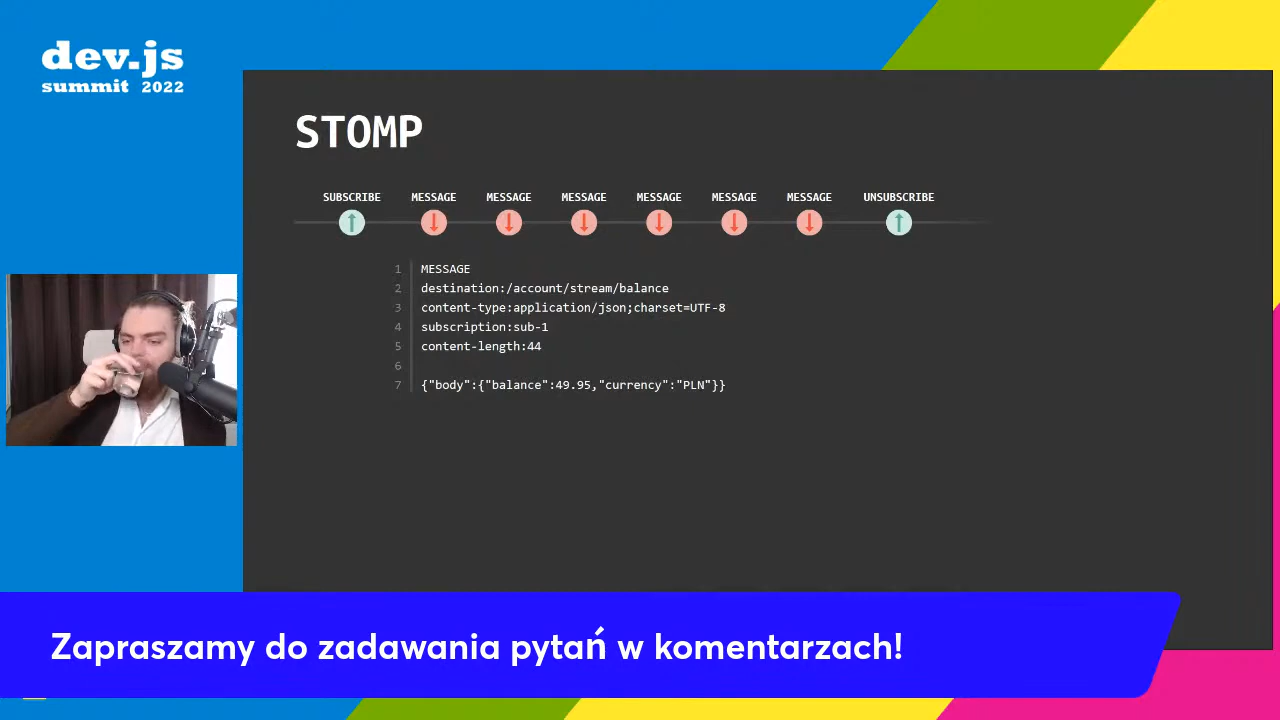 dev.js
summit 2022
STOMP
SUBSCRIBE MESSAGE MESSAGE MESSAGE MESSAGE MESSAGE MESSAGE UNSUBSCRIBE
1 MESSAGE
2 destination:/account/stream/balance
3 content-type:application/json;charset=UTF-8
4 subscription:sub-1
5 content-length:44
6
7 {"body":{"balance":49.95,"currency":"PLN"}}
Zapraszamy do zadawania pytań w komentarzach!